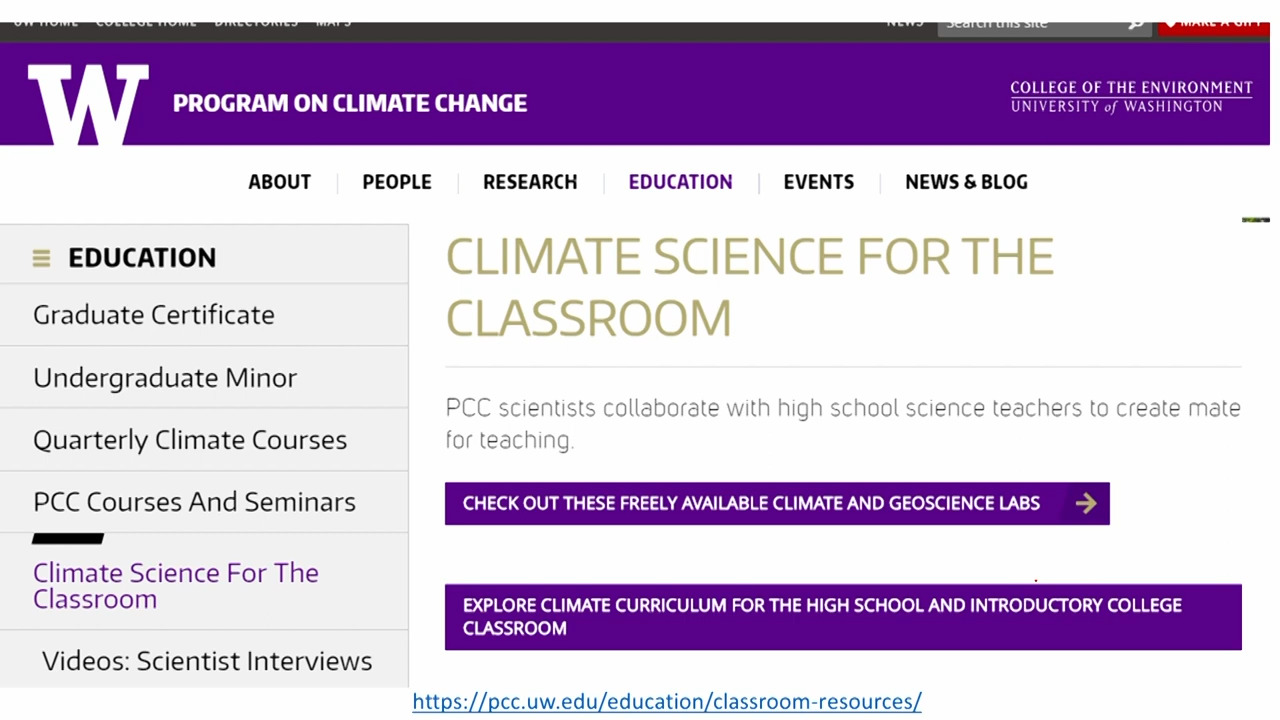 UW HOME COLLEGE HOME DIRECTORIES MAPS NEWS Search this site MAKE A GIFT
W PROGRAM ON CLIMATE CHANGE
COLLEGE OF THE ENVIRONMENT
UNIVERSITY of WASHINGTON
ABOUT PEOPLE RESEARCH EDUCATION EVENTS NEWS & BLOG
EDUCATION
Graduate Certificate
Undergraduate Minor
Quarterly Climate Courses
PCC Courses And Seminars
Climate Science For The
Classroom
Videos: Scientist Interviews
CLIMATE SCIENCE FOR THE
CLASSROOM
PCC scientists collaborate with high school science teachers to create mate
for teaching.
CHECK OUT THESE FREELY AVAILABLE CLIMATE AND GEOSCIENCE LABS
EXPLORE CLIMATE CURRICULUM FOR THE HIGH SCHOOL AND INTRODUCTORY COLLEGE
CLASSROOM
https://pcc.uw.edu/education/classroom-resources/